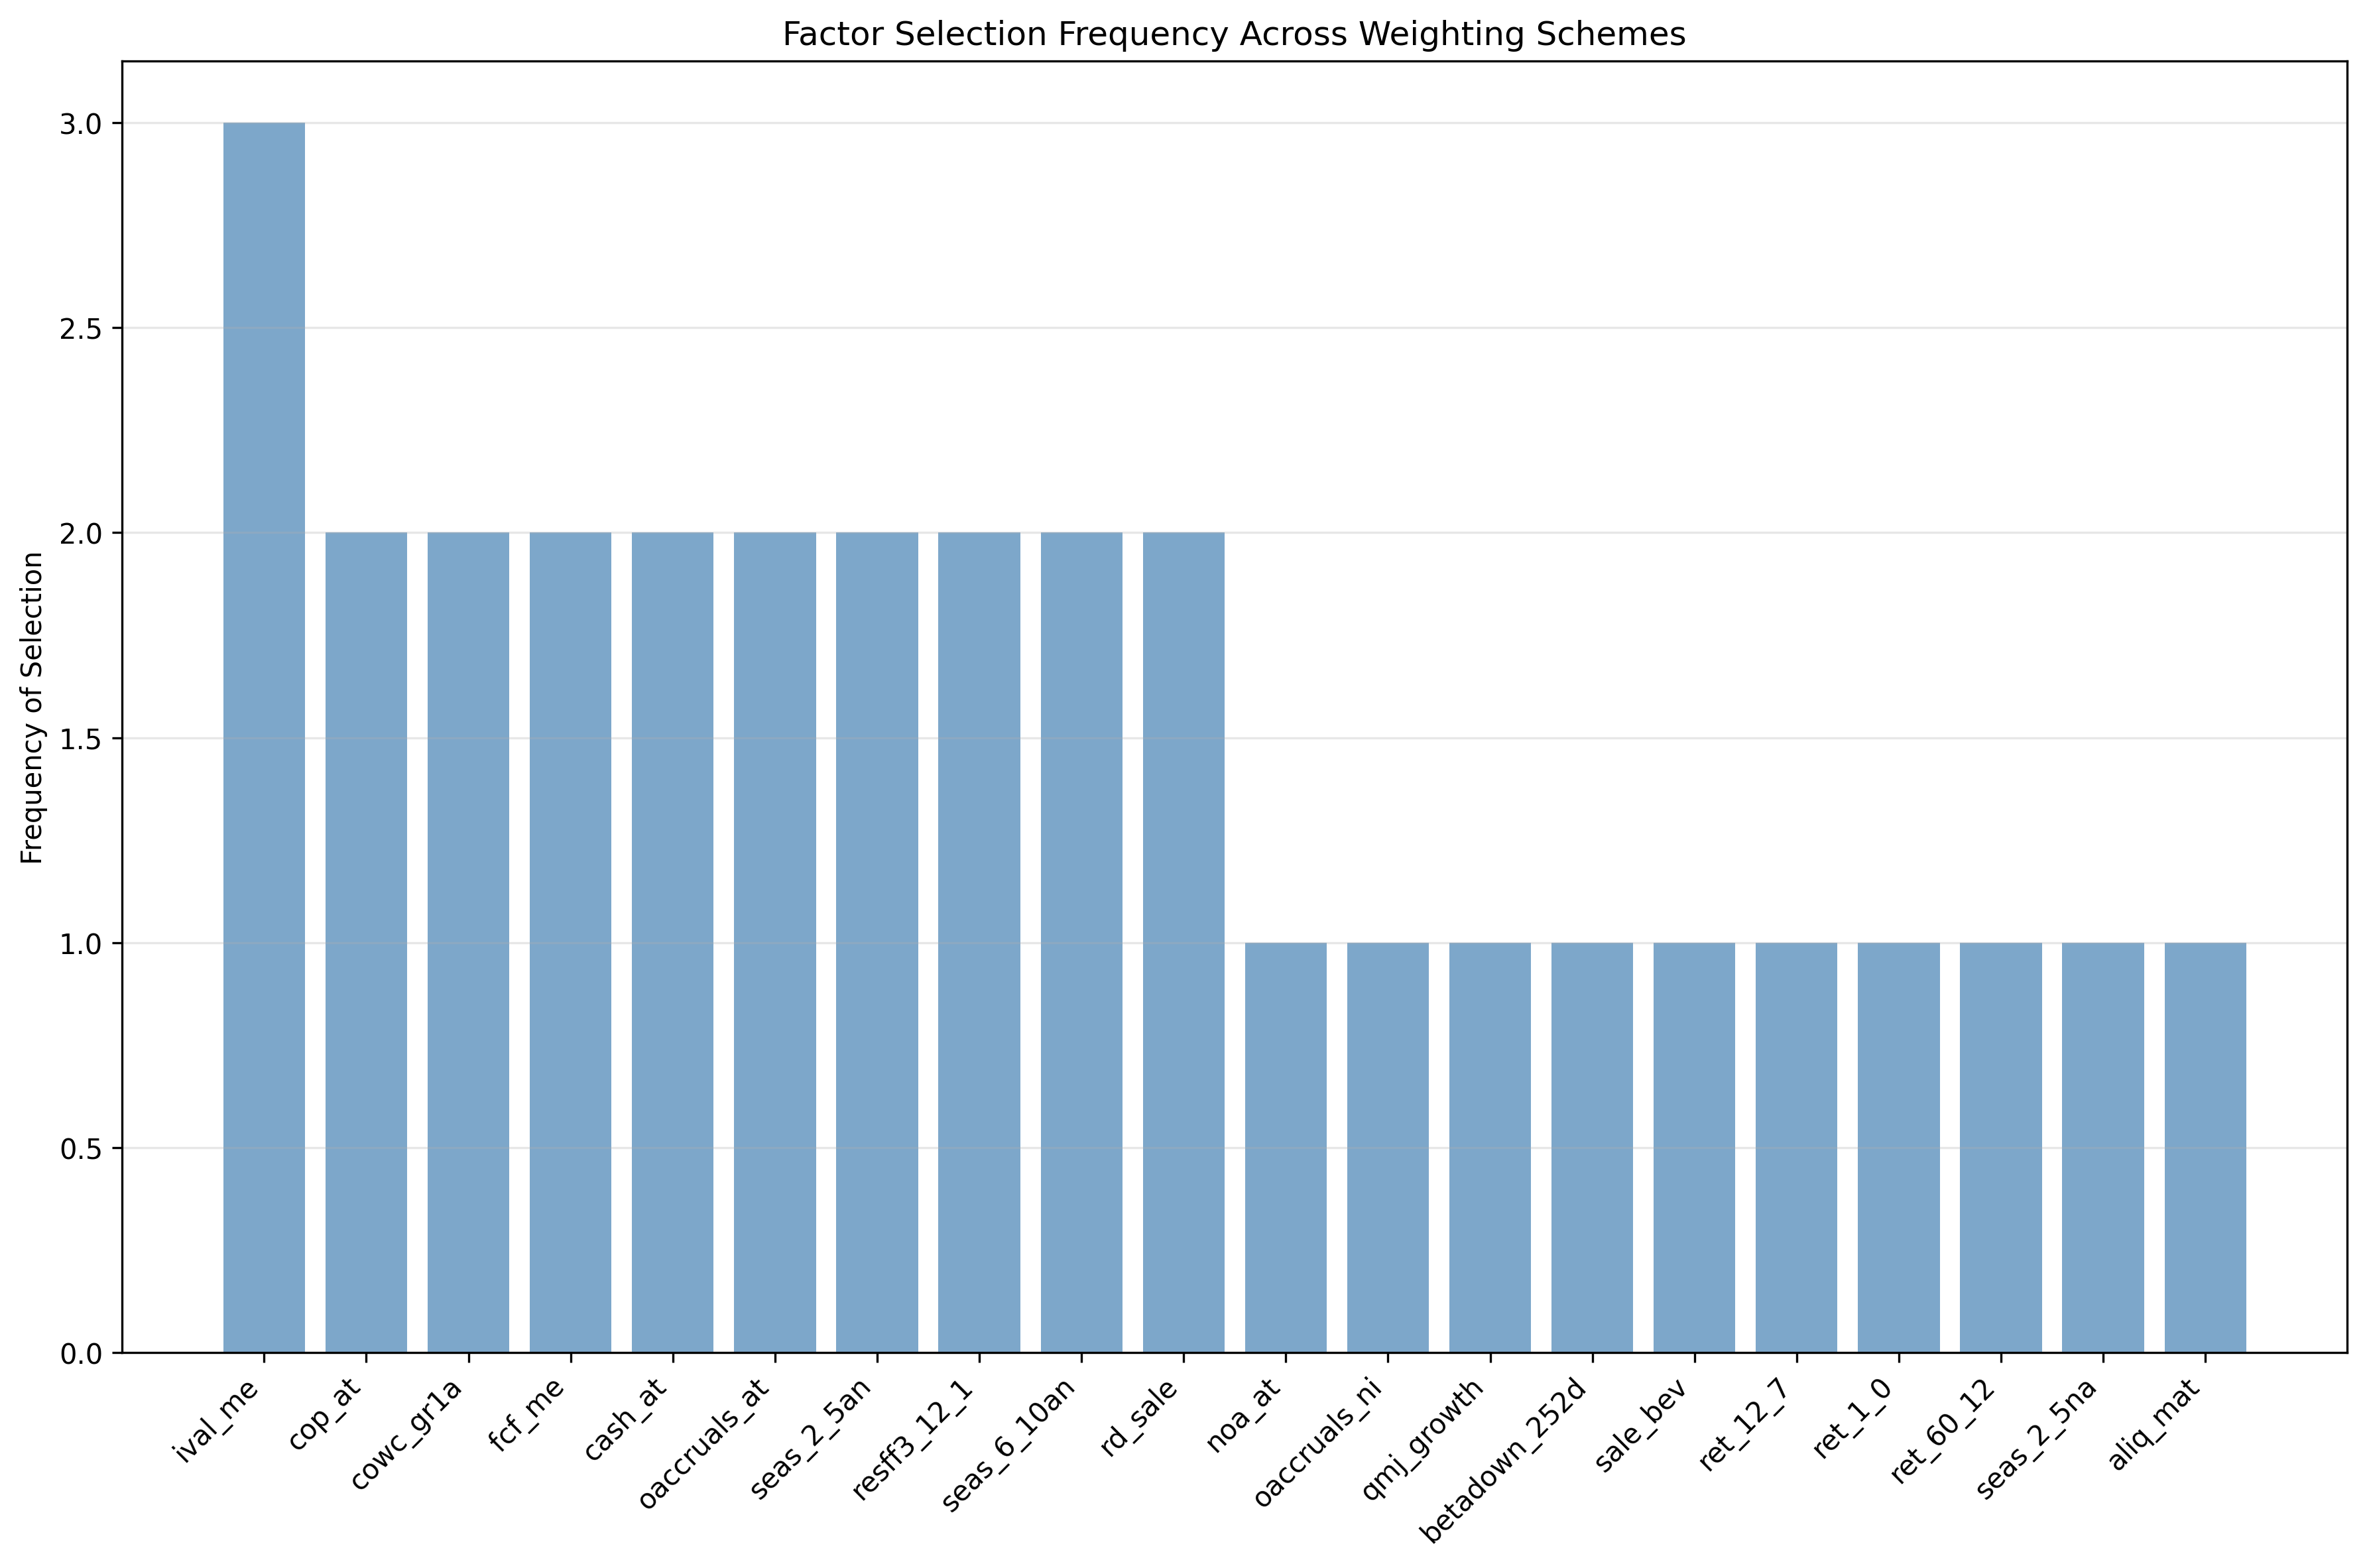 Factor Selection Frequency Across Weighting Schemes
Frequency of Selection
3.0
2.5
2.0
1.5
1.0
0.5
0.0
ival_me
cop_at
cowc_gr1a
fcf_me
cash_at
oaccruals_at
seas_2_5an
resff3_12_1
seas_6_10an
rd_sale
noa_at
oaccruals_ni
qmj_growth
betadown_252d
sale_bev
ret_12_7
ret_1_0
ret_60_12
seas_2_5na
aliq_mat